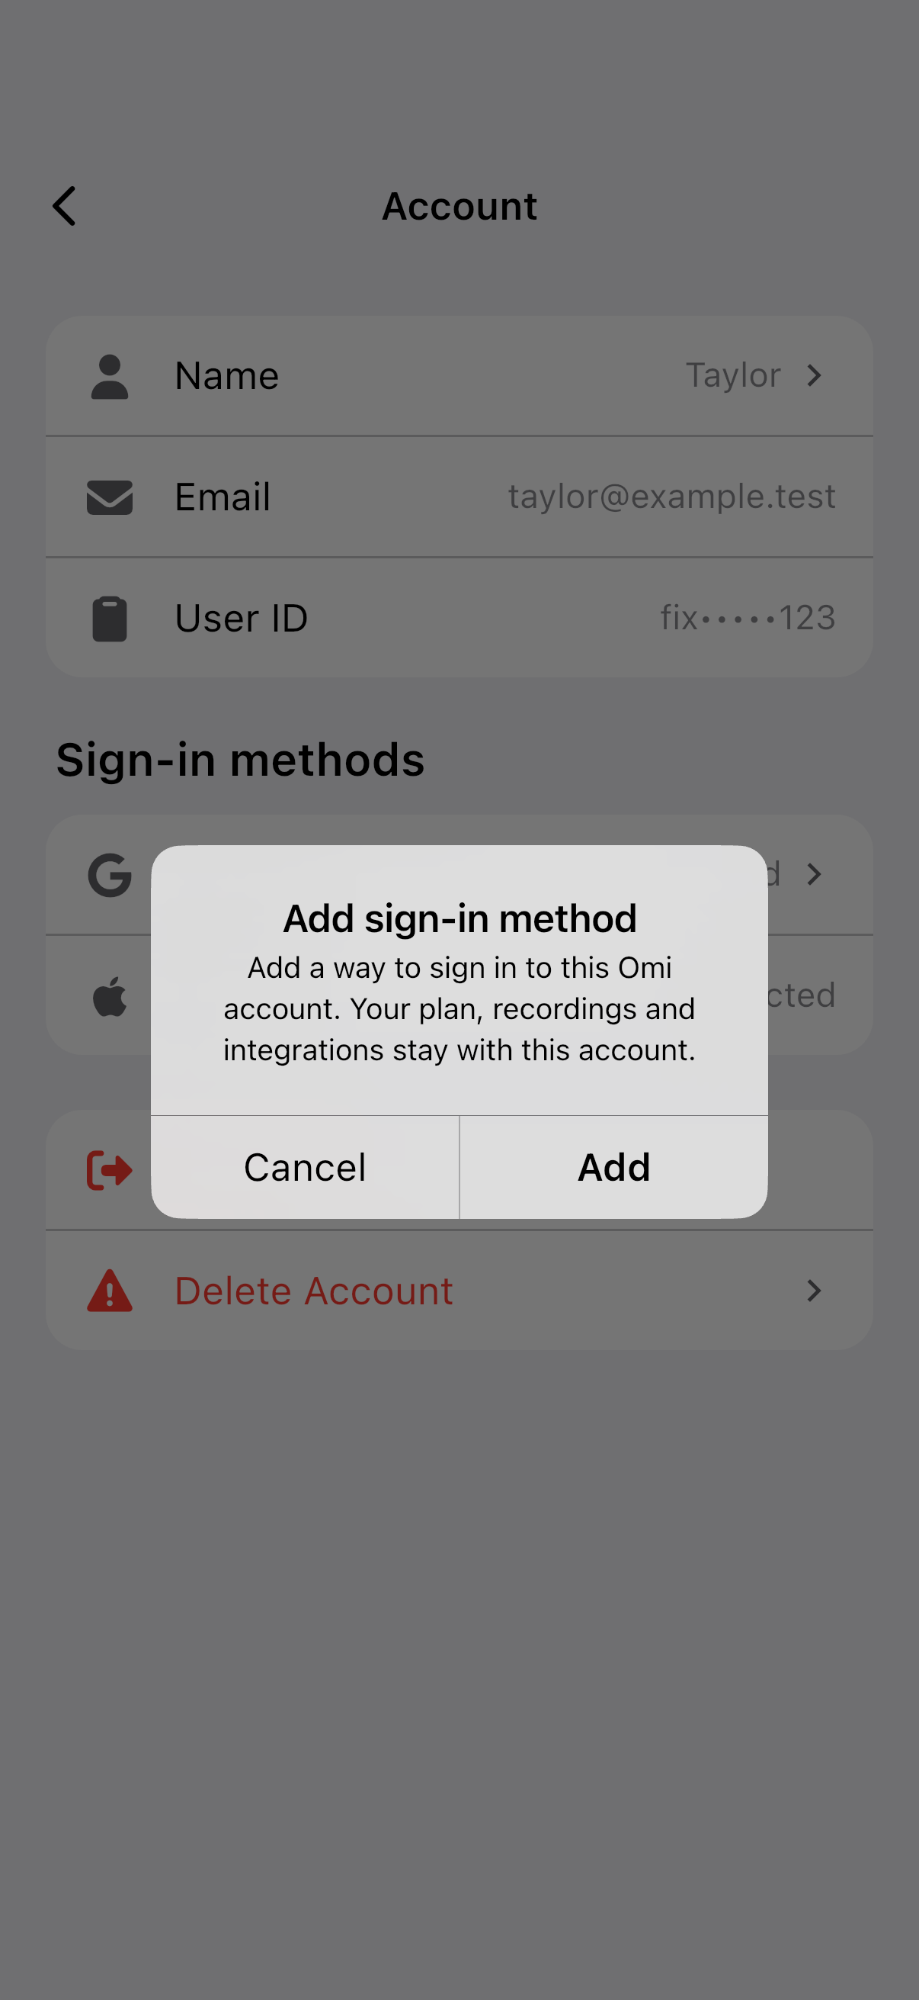 Account
Name
Taylor
Email
taylor@example.test
User ID
fix•••••123
Sign-in methods
Add sign-in method
Add a way to sign in to this Omi
account. Your plan, recordings and
integrations stay with this account.
Cancel
Add
Delete Account